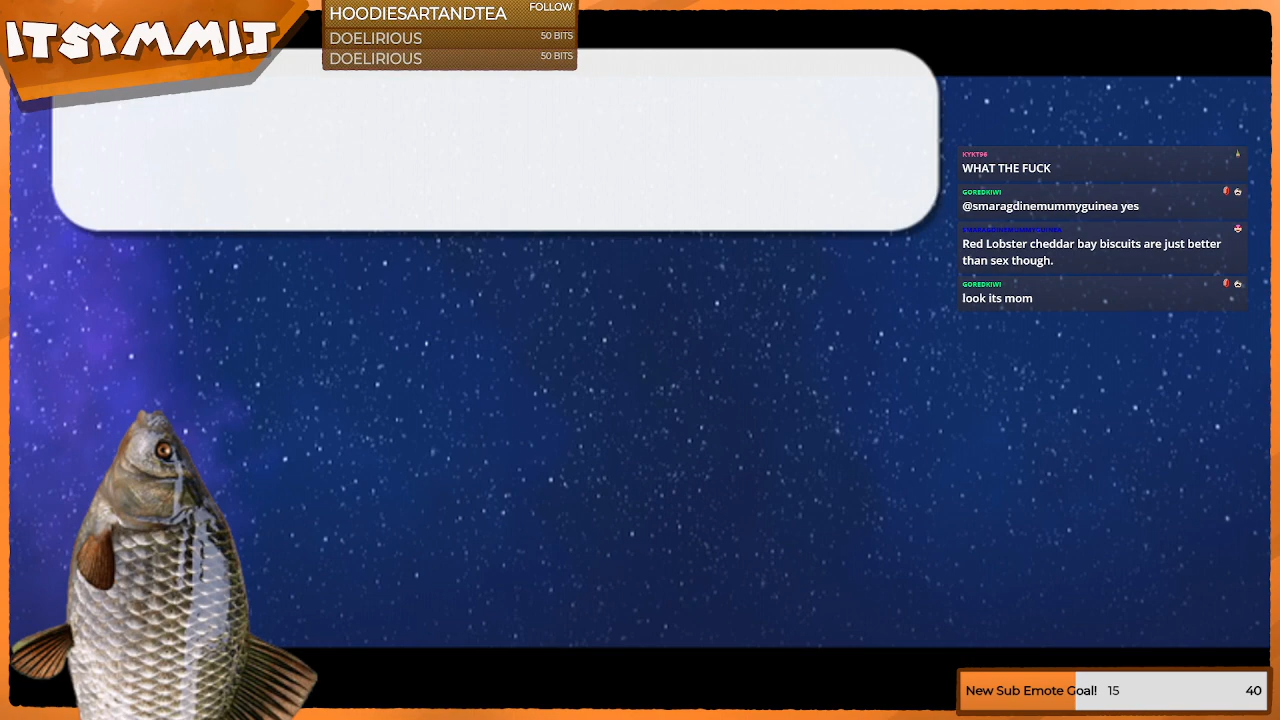 ITSYMMIJ
HOODIESARTANDTEA FOLLOW
DOELIRIOUS 50 BITS
DOELIRIOUS 50 BITS
KYKT98
WHAT THE FUCK
GOREDKIWI
@smaragdinemummyguinea yes
SMARAGDINEMUMMYGUINEA
Red Lobster cheddar bay biscuits are just better
than sex though.
GOREDKIWI
look its mom
New Sub Emote Goal! 15 40